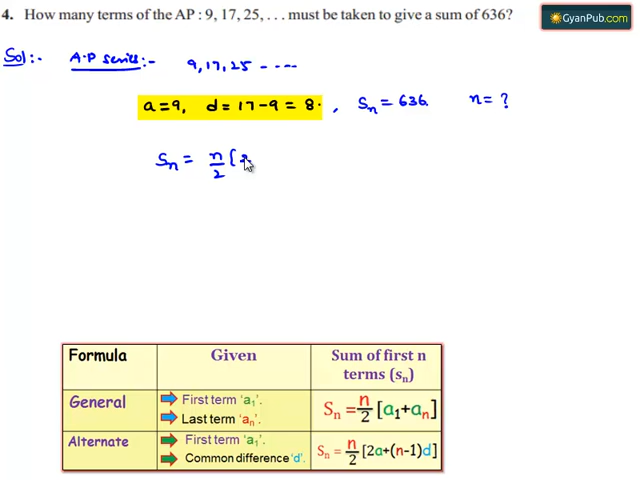 4. How many terms of the AP : 9, 17, 25, . . . must be taken to give a sum of 636?
GyanPub.com
Sol:- A.P series:- 9, 17, 25 ----
a = 9, d = 17 - 9 = 8. , Sn = 636. n = ?
Sn = n/2 [2
Formula Given Sum of first n terms (sn)
General First term 'a1'. Last term 'an'. Sn = n/2 [a1+an]
Alternate First term 'a1'. Common difference 'd'. Sn = n/2 [2a+(n-1)d]